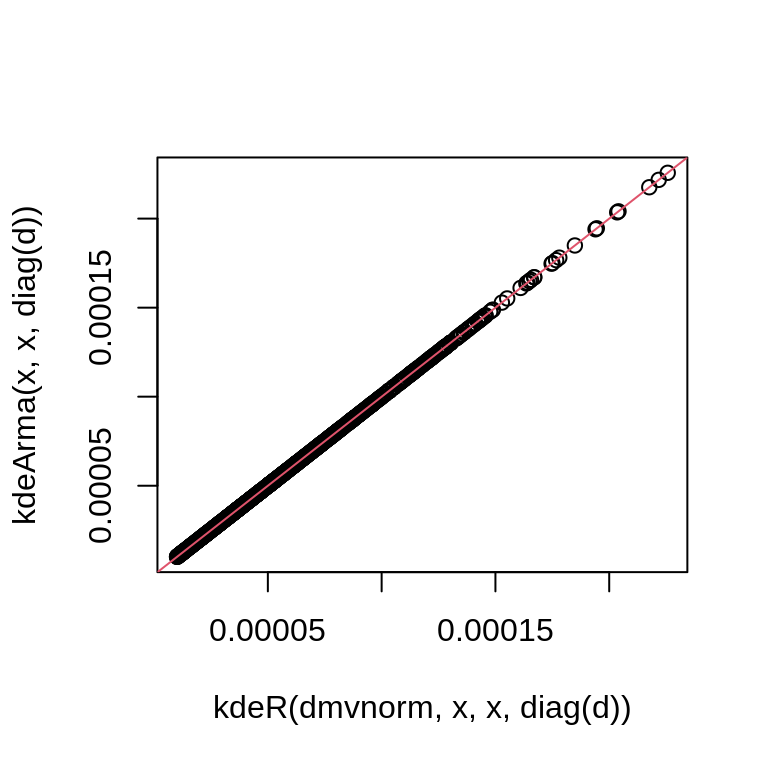 kdeArma(x, x, diag(d))
0.00015
0.00005
0.00005 0.00015
kdeR(dmvnorm, x, x, diag(d))